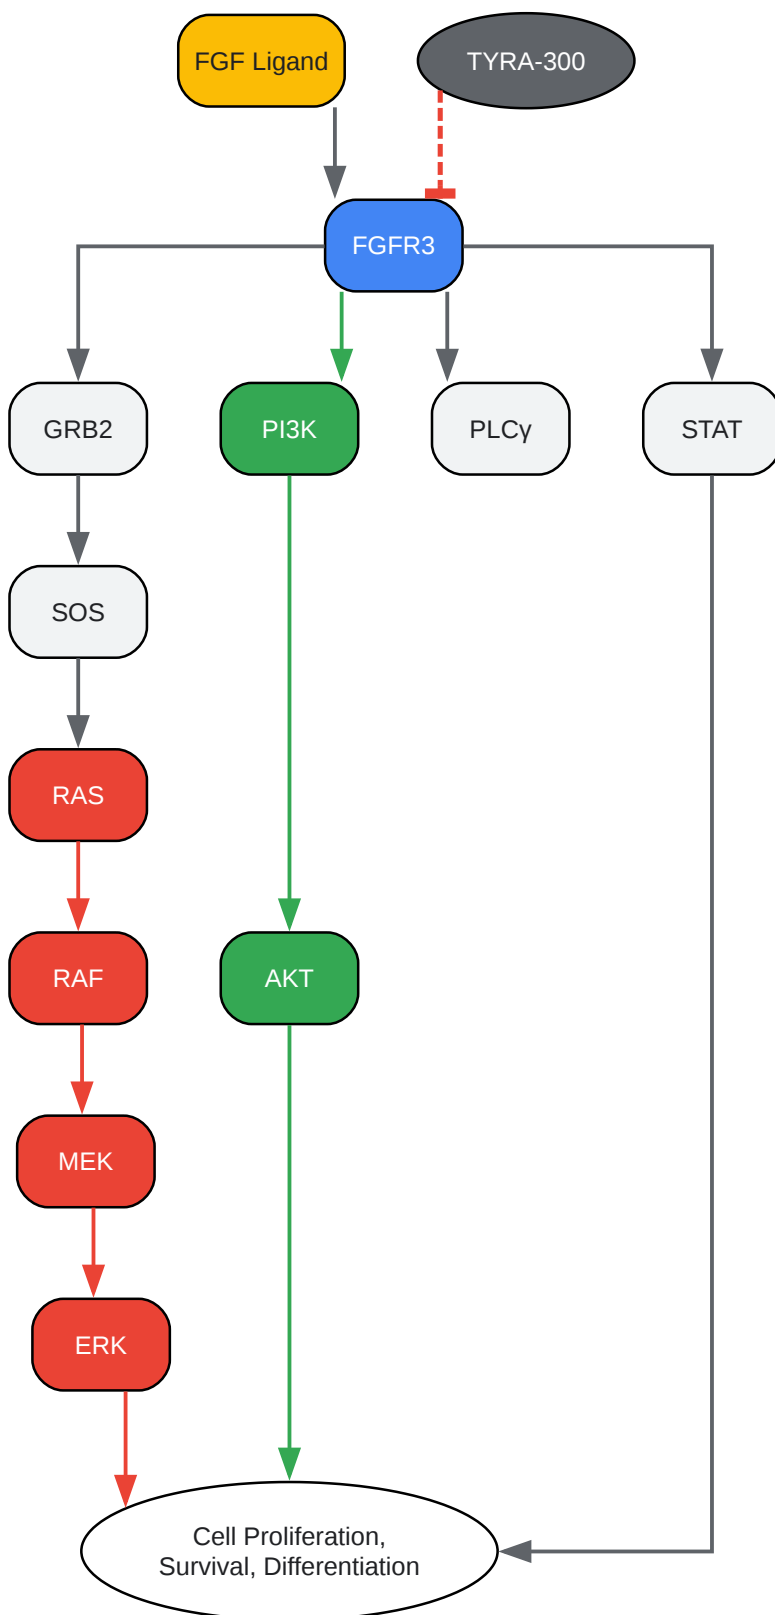 FGF Ligand
TYRA-300
FGFR3
GRB2
PI3K
PLCγ
STAT
SOS
RAS
RAF
AKT
MEK
ERK
Cell Proliferation,
Survival, Differentiation